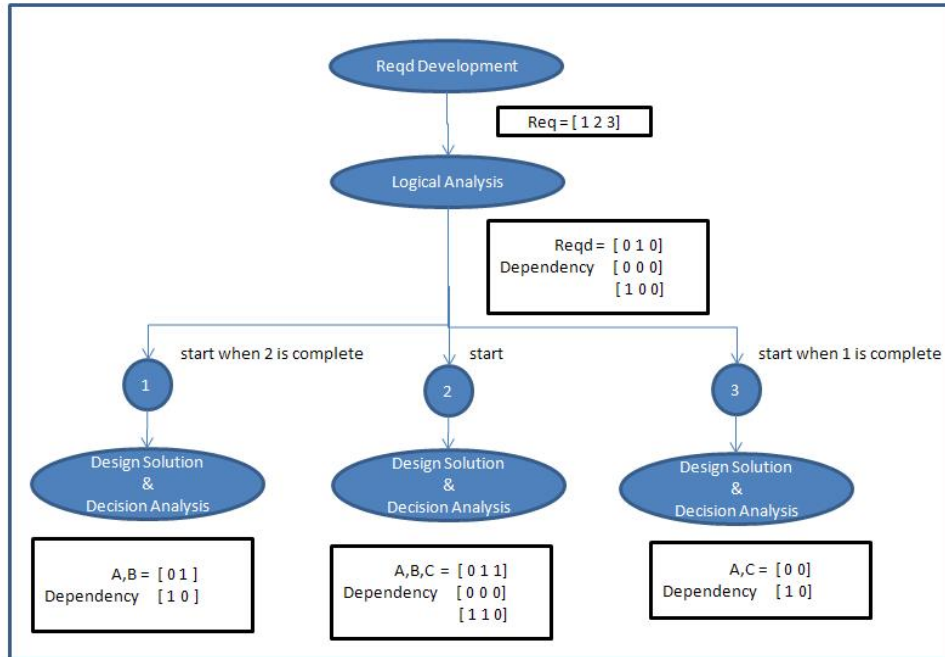 Reqd Development
Req = [ 1 2 3]
Logical Analysis
Reqd = [ 0 1 0]
Dependency [ 0 0 0]
[ 1 0 0]
start when 2 is complete
start
start when 1 is complete
1
2
3
Design Solution
&
Decision Analysis
Design Solution
&
Decision Analysis
Design Solution
&
Decision Analysis
A,B = [ 0 1 ]
Dependency [ 1 0 ]
A,B,C = [ 0 1 1]
Dependency [ 0 0 0]
[ 1 1 0]
A,C = [ 0 0]
Dependency [ 1 0]